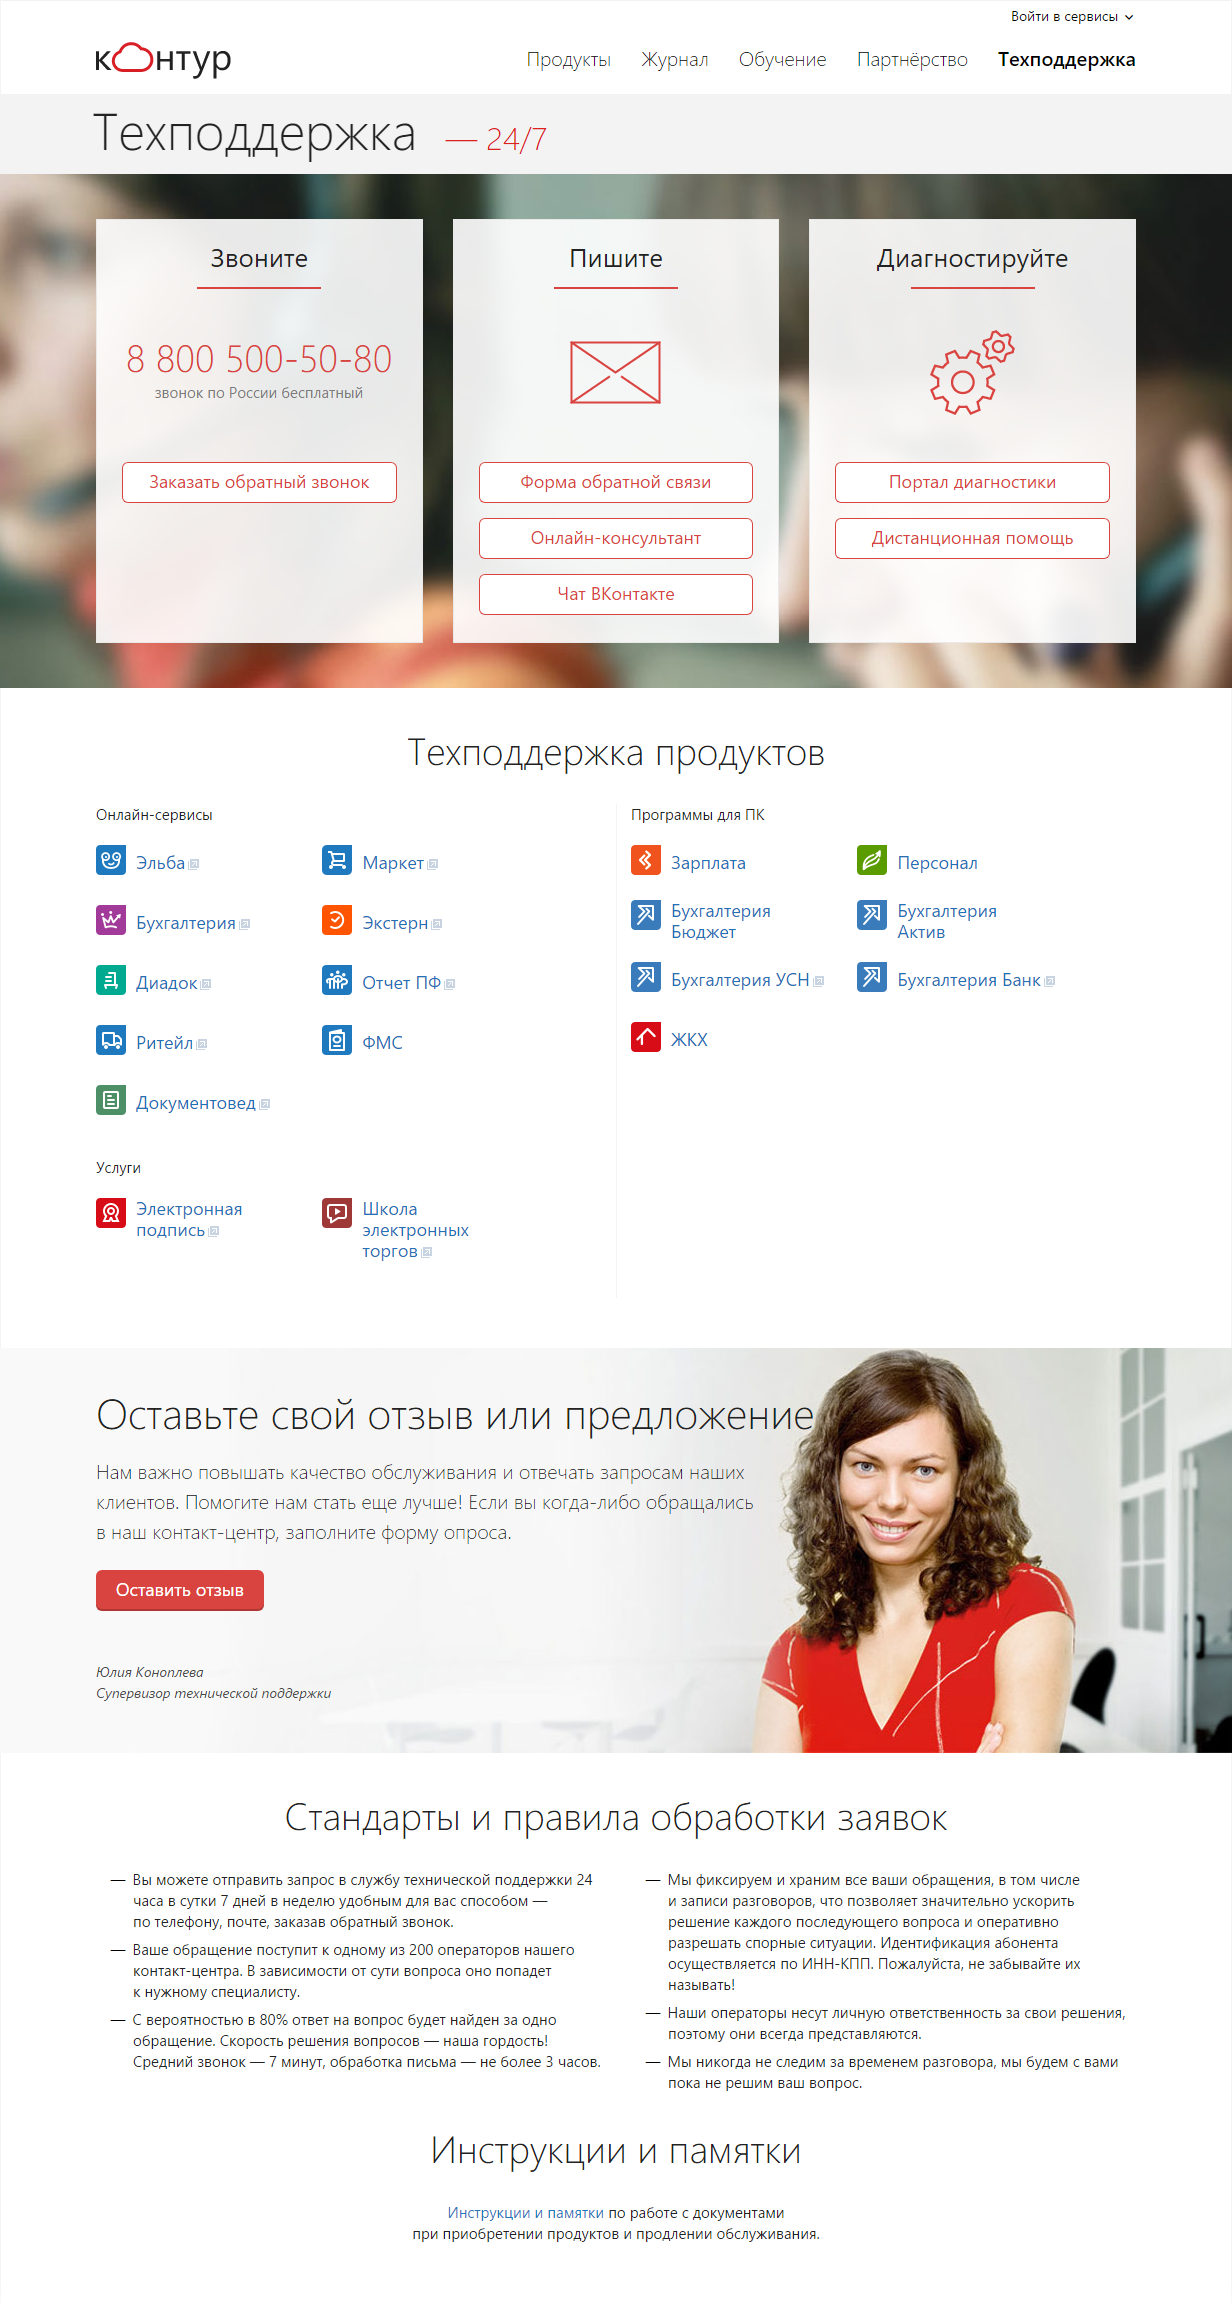 Войти в сервисы
контур
Продукты Журнал Обучение Партнёрство Техподдержка
Техподдержка — 24/7
Звоните
8 800 500-50-80
звонок по России бесплатный
Заказать обратный звонок
Пишите
Форма обратной связи
Онлайн-консультант
Чат ВКонтакте
Диагностируйте
Портал диагностики
Дистанционная помощь
Техподдержка продуктов
Онлайн-сервисы
Эльба
Маркет
Бухгалтерия
Экстерн
Диадок
Отчет ПФ
Ритейл
ФМС
Документовед
Услуги
Электронная
подпись
Школа
электронных
торгов
Программы для ПК
Зарплата
Персонал
Бухгалтерия
Бюджет
Бухгалтерия
Актив
Бухгалтерия УСН
Бухгалтерия Банк
ЖКХ
Оставьте свой отзыв или предложение
Нам важно повышать качество обслуживания и отвечать запросам наших
клиентов. Помогите нам стать еще лучше! Если вы когда-либо обращались
в наш контакт-центр, заполните форму опроса.
Оставить отзыв
Юлия Коноплева
Супервизор технической поддержки
Стандарты и правила обработки заявок
— Вы можете отправить запрос в службу технической поддержки 24
часа в сутки 7 дней в неделю удобным для вас способом —
по телефону, почте, заказав обратный звонок.
— Ваше обращение поступит к одному из 200 операторов нашего
контакт-центра. В зависимости от сути вопроса оно попадет
к нужному специалисту.
— С вероятностью в 80% ответ на вопрос будет найден за одно
обращение. Скорость решения вопросов — наша гордость!
Средний звонок — 7 минут, обработка письма — не более 3 часов.
— Мы фиксируем и храним все ваши обращения, в том числе
и записи разговоров, что позволяет значительно ускорить
решение каждого последующего вопроса и оперативно
разрешать спорные ситуации. Идентификация абонента
осуществляется по ИНН-КПП. Пожалуйста, не забывайте их
называть!
— Наши операторы несут личную ответственность за свои решения,
поэтому они всегда представляются.
— Мы никогда не следим за временем разговора, мы будем с вами
пока не решим ваш вопрос.
Инструкции и памятки
Инструкции и памятки по работе с документами
при приобретении продуктов и продлении обслуживания.